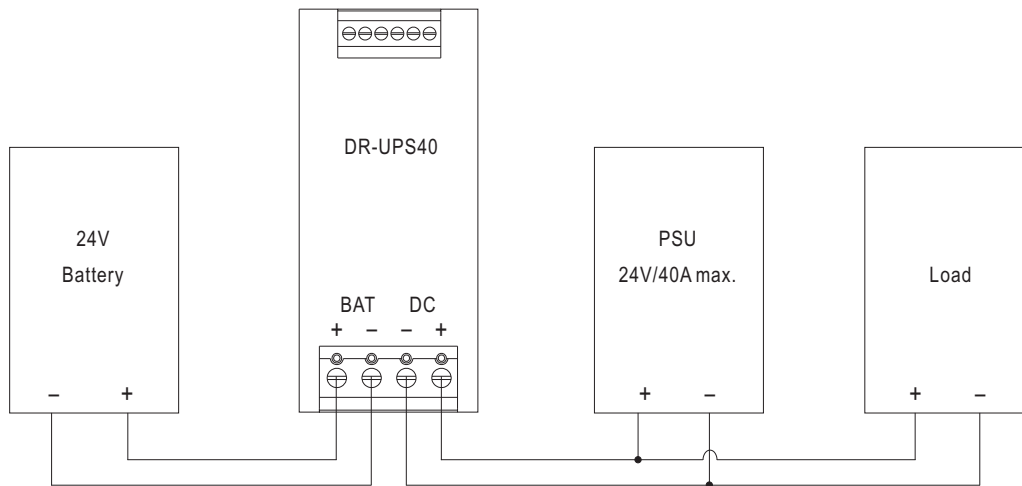 DR-UPS40
24V
Battery
PSU
24V/40A max.
Load
BAT DC
+ − − +
− +
+ −
+ −